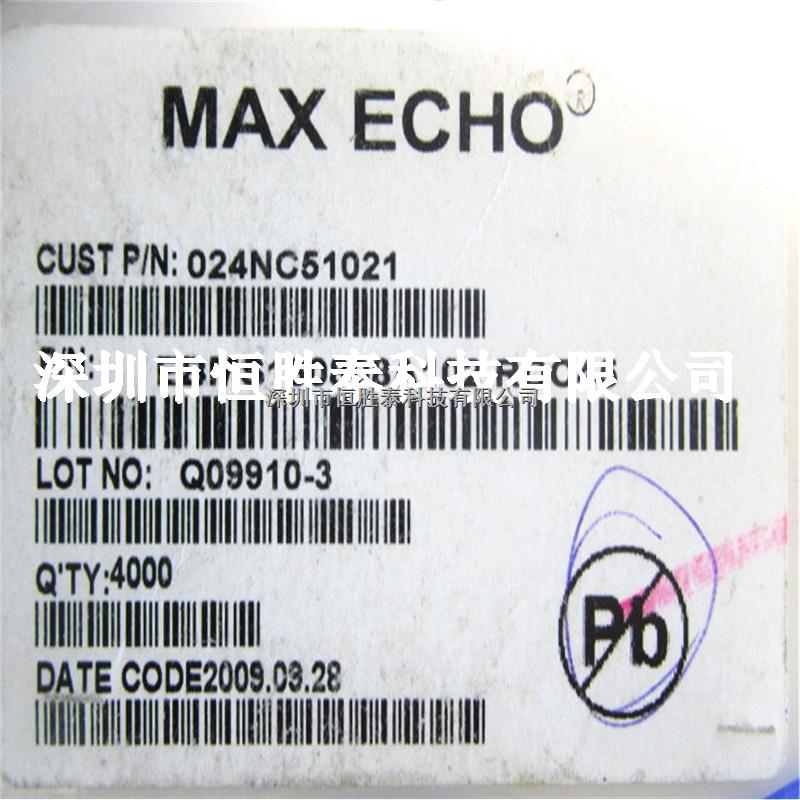 MAX ECHO®
CUST P/N: 024NC51021
深圳市恒胜泰科技有限公司
深圳市恒胜泰科技有限公司
LOT NO: Q09910-3
Q'TY:4000
Pb
DATE CODE2009.03.28